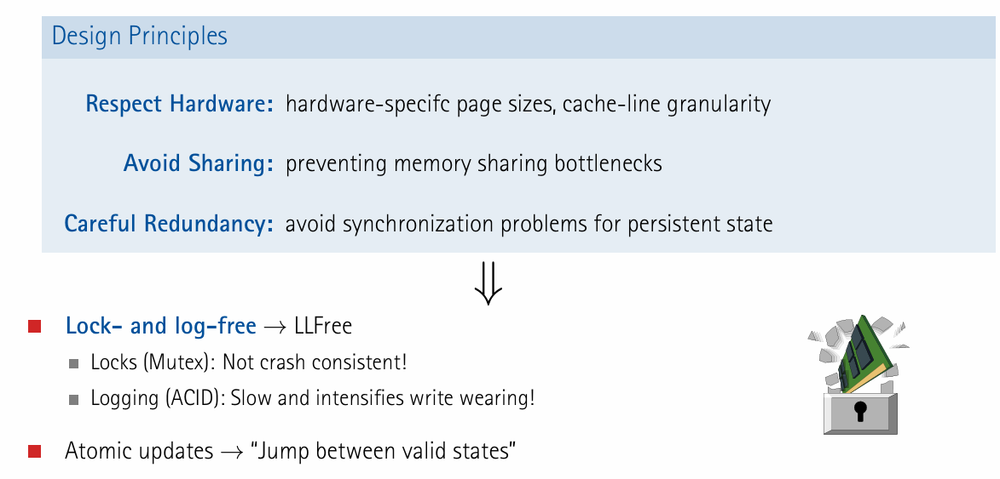 Design Principles
Respect Hardware: hardware-specifc page sizes, cache-line granularity
Avoid Sharing: preventing memory sharing bottlenecks
Careful Redundancy: avoid synchronization problems for persistent state
⇓
Lock- and log-free → LLFree
Locks (Mutex): Not crash consistent!
Logging (ACID): Slow and intensifies write wearing!
Atomic updates → “Jump between valid states”